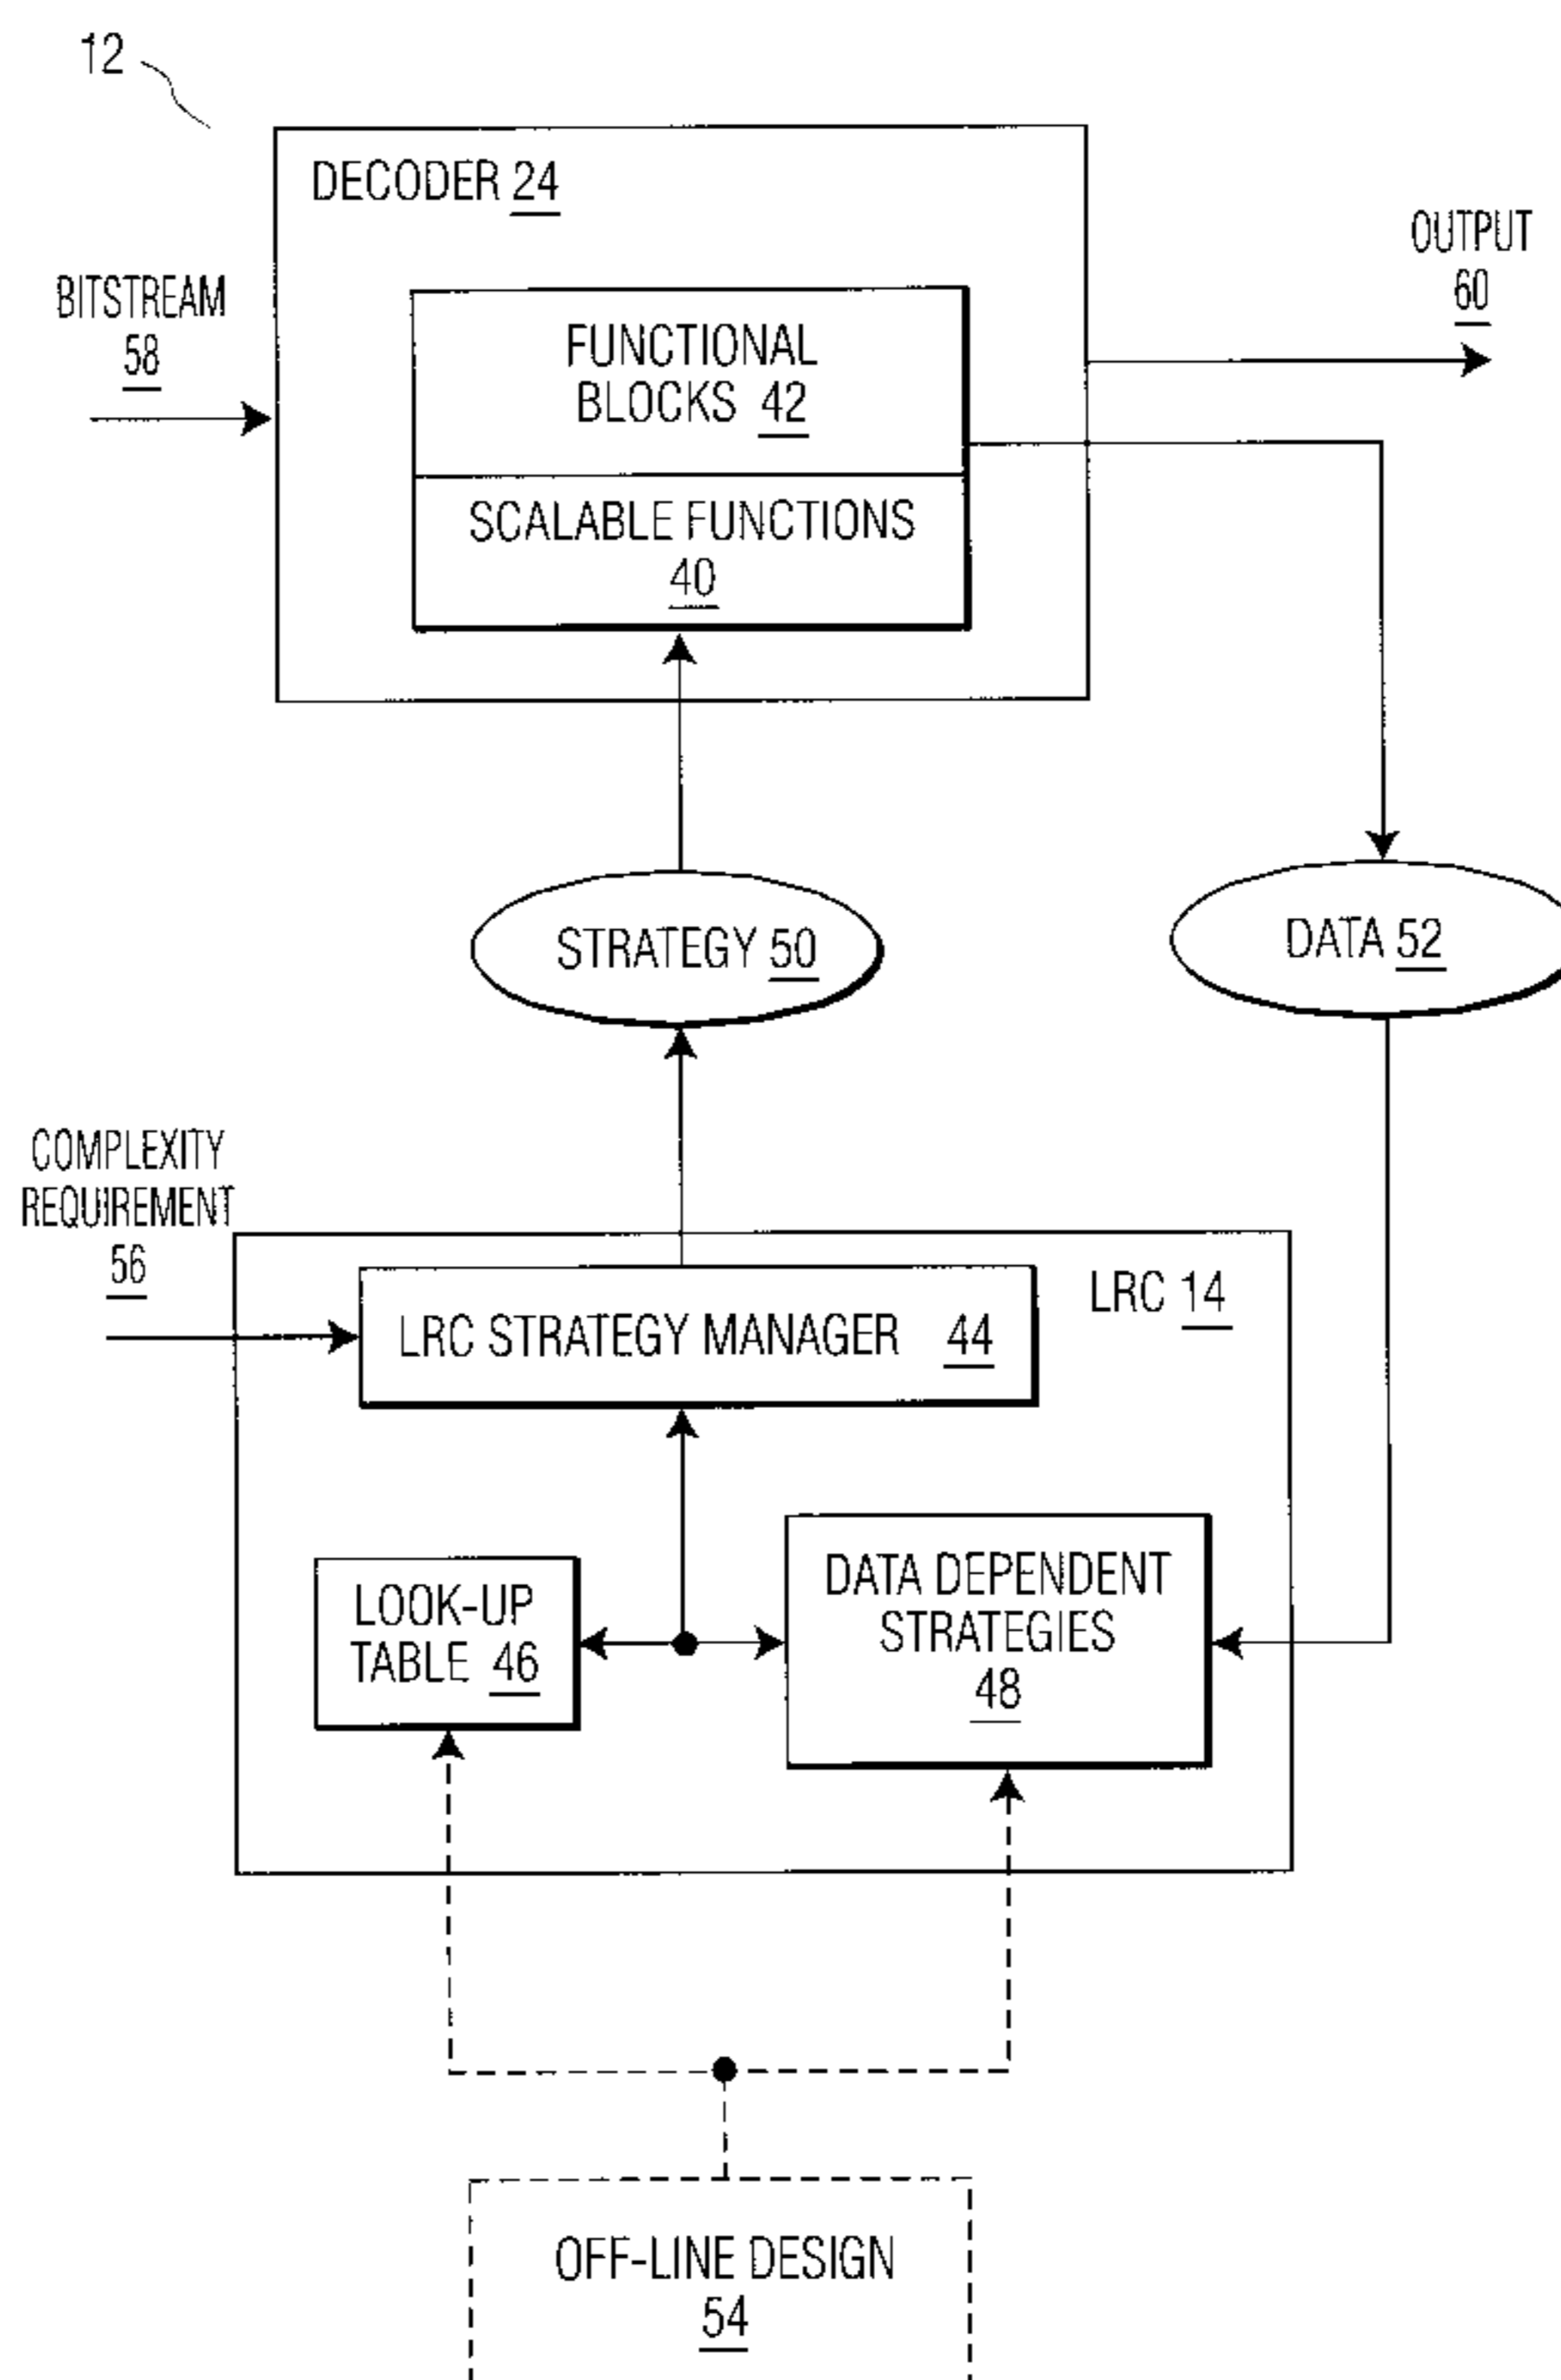 12
DECODER 24
OUTPUT
60
BITSTREAM
58
FUNCTIONAL
BLOCKS 42
SCALABLE FUNCTIONS
40
STRATEGY 50
DATA 52
COMPLEXITY
REQUIREMENT
56
LRC 14
LRC STRATEGY MANAGER 44
LOOK-UP
TABLE 46
DATA DEPENDENT
STRATEGIES
48
OFF-LINE DESIGN
54